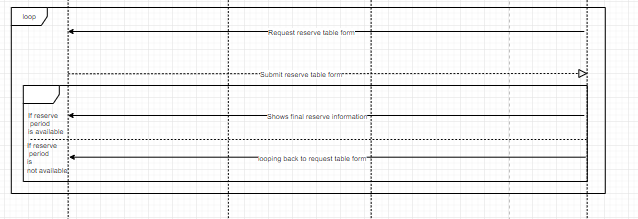 loop
Request reserve table form
Submit reserve table form
If reserve
period
is available
Shows final reserve information
If reserve
period
is
not available
looping back to request table form